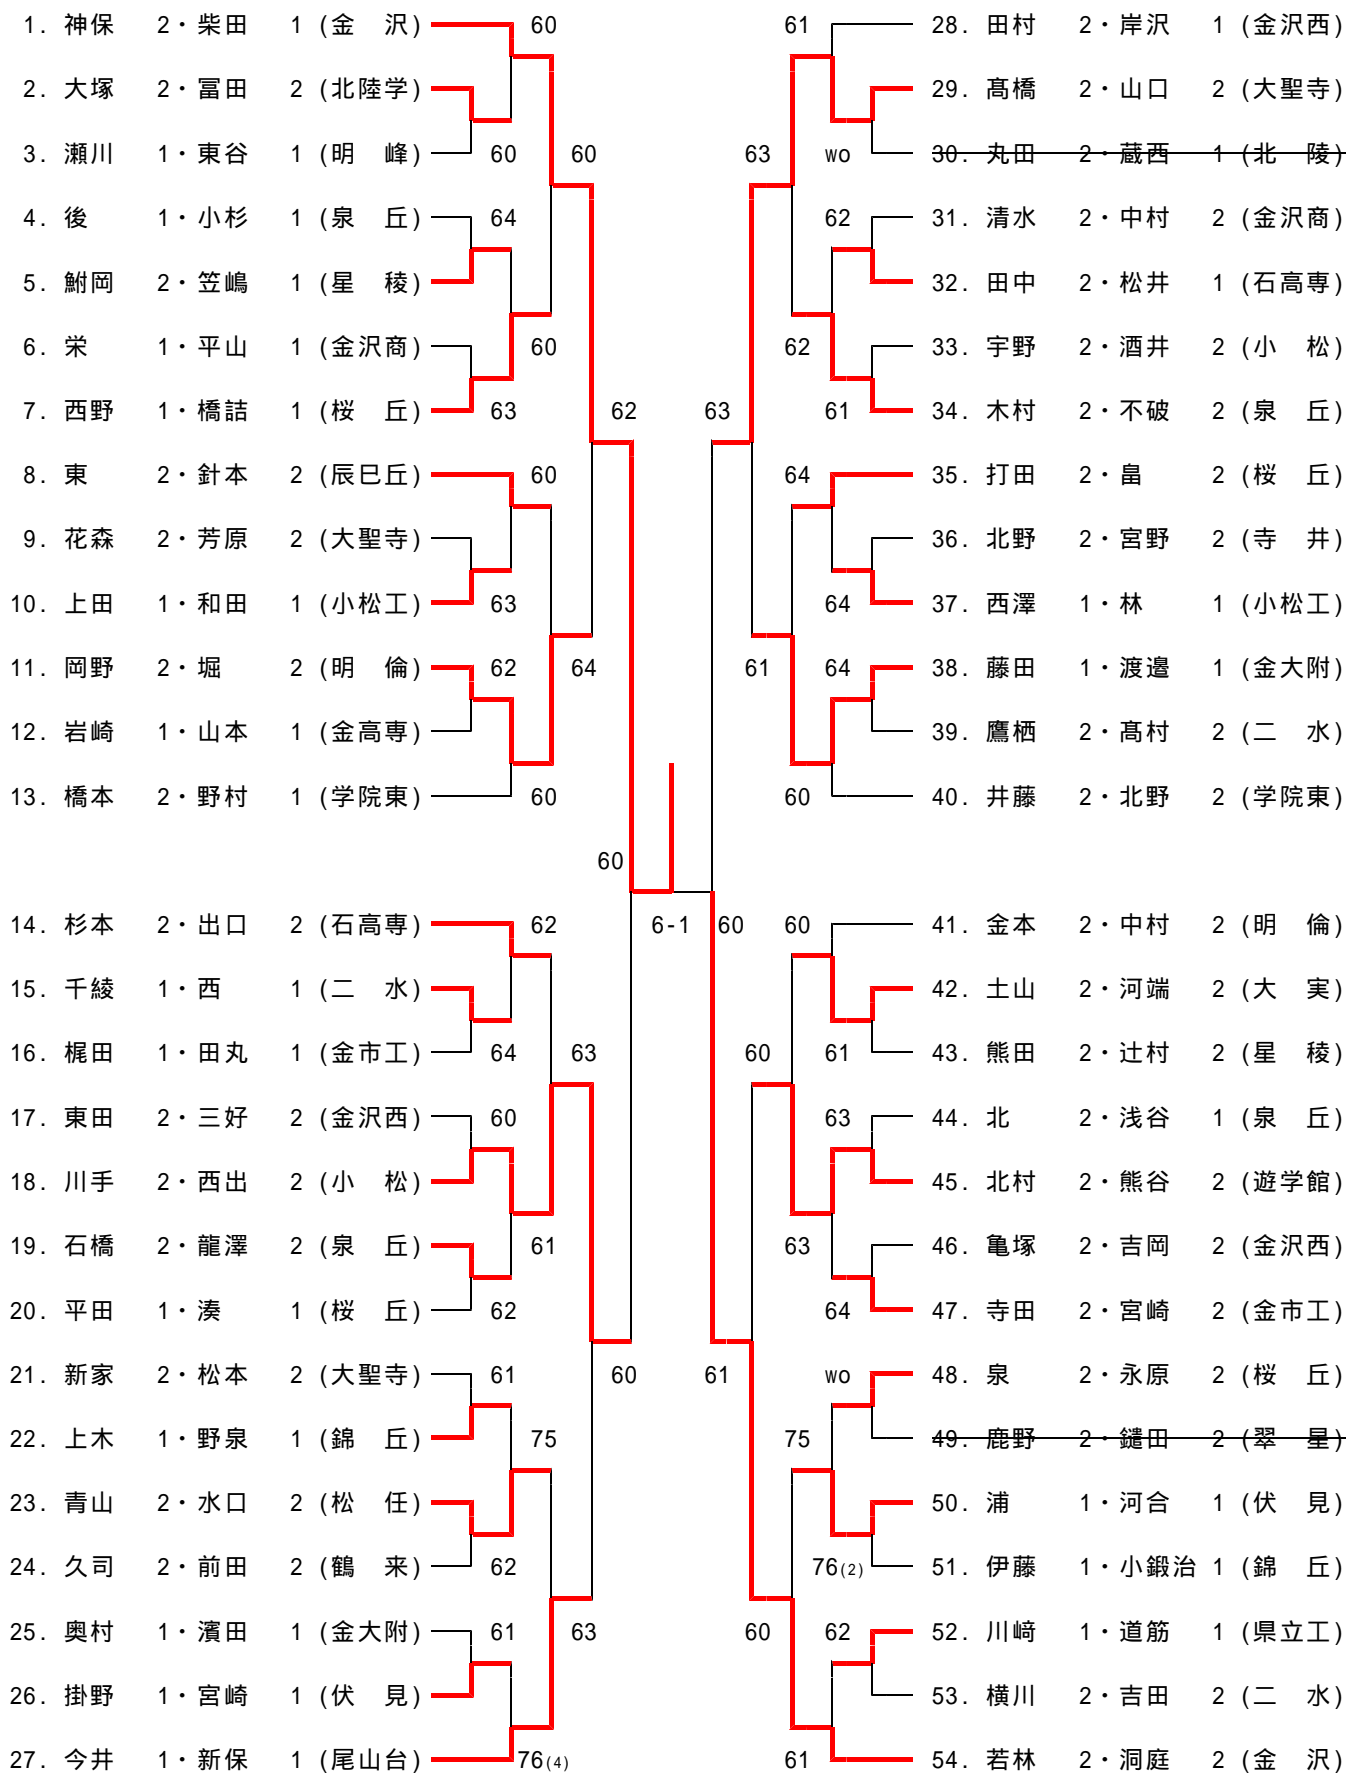 1. 神保 2・柴田 1 (金 沢) 60 61 28. 田村 2・岸沢 1 (金沢西)
2. 大塚 2・冨田 2 (北陸学) 29. 髙橋 2・山口 2 (大聖寺)
3. 瀬川 1・東谷 1 (明 峰) 60 60 63 wo 30. 丸田 2・蔵西 1 (北 陵)
4. 後 1・小杉 1 (泉 丘) 64 62 31. 清水 2・中村 2 (金沢商)
5. 鮒岡 2・笠嶋 1 (星 稜) 32. 田中 2・松井 1 (石高専)
6. 栄 1・平山 1 (金沢商) 60 62 33. 宇野 2・酒井 2 (小 松)
7. 西野 1・橋詰 1 (桜 丘) 63 62 63 61 34. 木村 2・不破 2 (泉 丘)
8. 東 2・針本 2 (辰巳丘) 60 64 35. 打田 2・畠 2 (桜 丘)
9. 花森 2・芳原 2 (大聖寺) 36. 北野 2・宮野 2 (寺 井)
10. 上田 1・和田 1 (小松工) 63 64 37. 西澤 1・林 1 (小松工)
11. 岡野 2・堀 2 (明 倫) 62 64 61 64 38. 藤田 1・渡邉 1 (金大附)
12. 岩崎 1・山本 1 (金高専) 39. 鷹栖 2・髙村 2 (二 水)
13. 橋本 2・野村 1 (学院東) 60 60 40. 井藤 2・北野 2 (学院東)
60
14. 杉本 2・出口 2 (石高専) 62 6-1 60 60 41. 金本 2・中村 2 (明 倫)
15. 千綾 1・西 1 (二 水) 42. 土山 2・河端 2 (大 実)
16. 梶田 1・田丸 1 (金市工) 64 63 60 61 43. 熊田 2・辻村 2 (星 稜)
17. 東田 2・三好 2 (金沢西) 60 63 44. 北 2・浅谷 1 (泉 丘)
18. 川手 2・西出 2 (小 松) 45. 北村 2・熊谷 2 (遊学館)
19. 石橋 2・龍澤 2 (泉 丘) 61 63 46. 亀塚 2・吉岡 2 (金沢西)
20. 平田 1・湊 1 (桜 丘) 62 64 47. 寺田 2・宮崎 2 (金市工)
21. 新家 2・松本 2 (大聖寺) 61 60 61 wo 48. 泉 2・永原 2 (桜 丘)
22. 上木 1・野泉 1 (錦 丘) 75 75 49. 鹿野 2・鑓田 2 (翠 星)
23. 青山 2・水口 2 (松 任) 50. 浦 1・河合 1 (伏 見)
24. 久司 2・前田 2 (鶴 来) 62 76(2) 51. 伊藤 1・小鍛治 1 (錦 丘)
25. 奥村 1・濱田 1 (金大附) 61 63 60 62 52. 川﨑 1・道筋 1 (県立工)
26. 掛野 1・宮崎 1 (伏 見) 53. 横川 2・吉田 2 (二 水)
27. 今井 1・新保 1 (尾山台) 76(4) 61 54. 若林 2・洞庭 2 (金 沢)